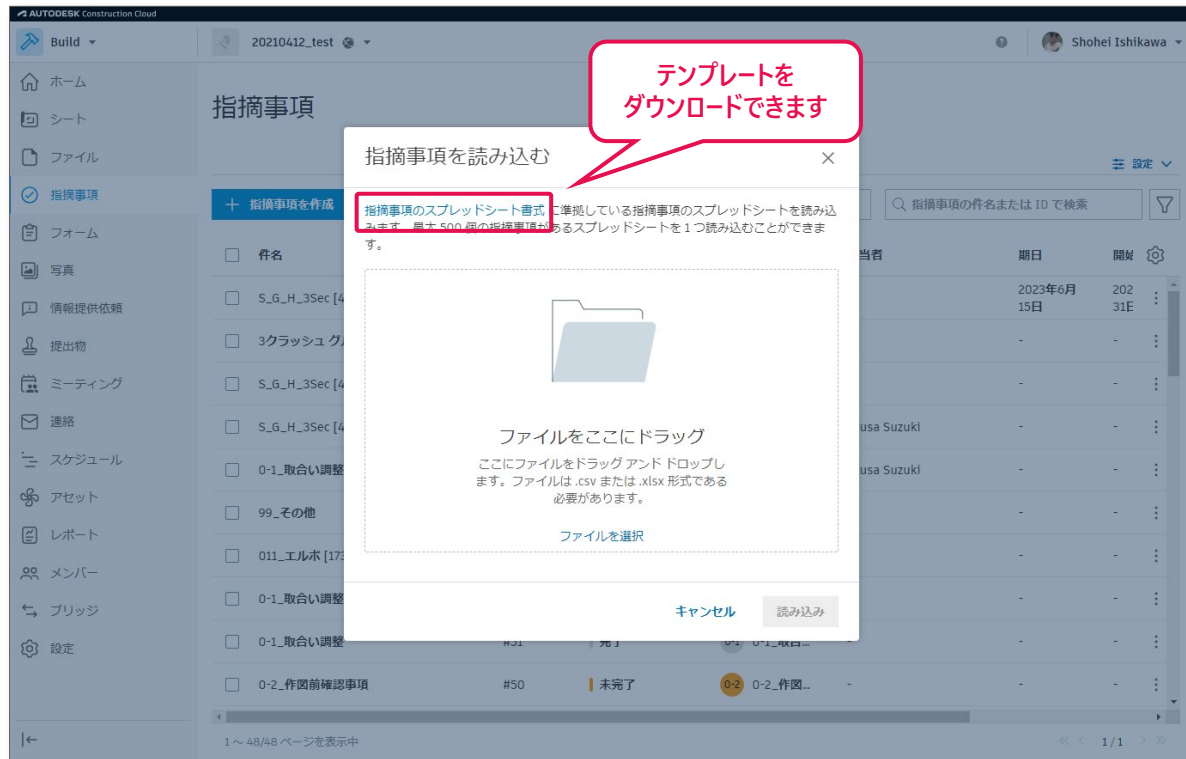 AUTODESK Construction Cloud
Build
20210412_test
Shohei Ishikawa
テンプレートを
ダウンロードできます
ホーム
シート
ファイル
指摘事項
フォーム
写真
情報提供依頼
提出物
ミーティング
連絡
スケジュール
アセット
レポート
メンバー
ブリッジ
設定
指摘事項
設定
+ 指摘事項を作成
指摘事項の件名または ID で検索
指摘事項を読み込む
指摘事項のスプレッドシート書式 に準拠している指摘事項のスプレッドシートを読み込
みます。最大 500 個の指摘事項があるスプレッドシートを 1 つ読み込むことができま
す。
ファイルをここにドラッグ
ここにファイルをドラッグ アンド ドロップし
ます。ファイルは .csv または .xlsx 形式である
必要があります。
ファイルを選択
キャンセル
読み込み
件名 当者 期日 開始
S_G_H_3Sec [4 2023年6月 202
15日 31日
3クラッシュ グル - -
S_G_H_3Sec [4 - -
S_G_H_3Sec [4 usa Suzuki - -
0-1_取合い調整 usa Suzuki - -
99_その他 - -
011_エルボ [173 - -
0-1_取合い調整 - -
0-1_取合い調整 #51 完了 0-1 0-1_取合... - - -
0-2_作図前確認事項 #50 未完了 0-2 0-2_作図... - - -
1 ～ 48/48 ページを表示中
1 / 1